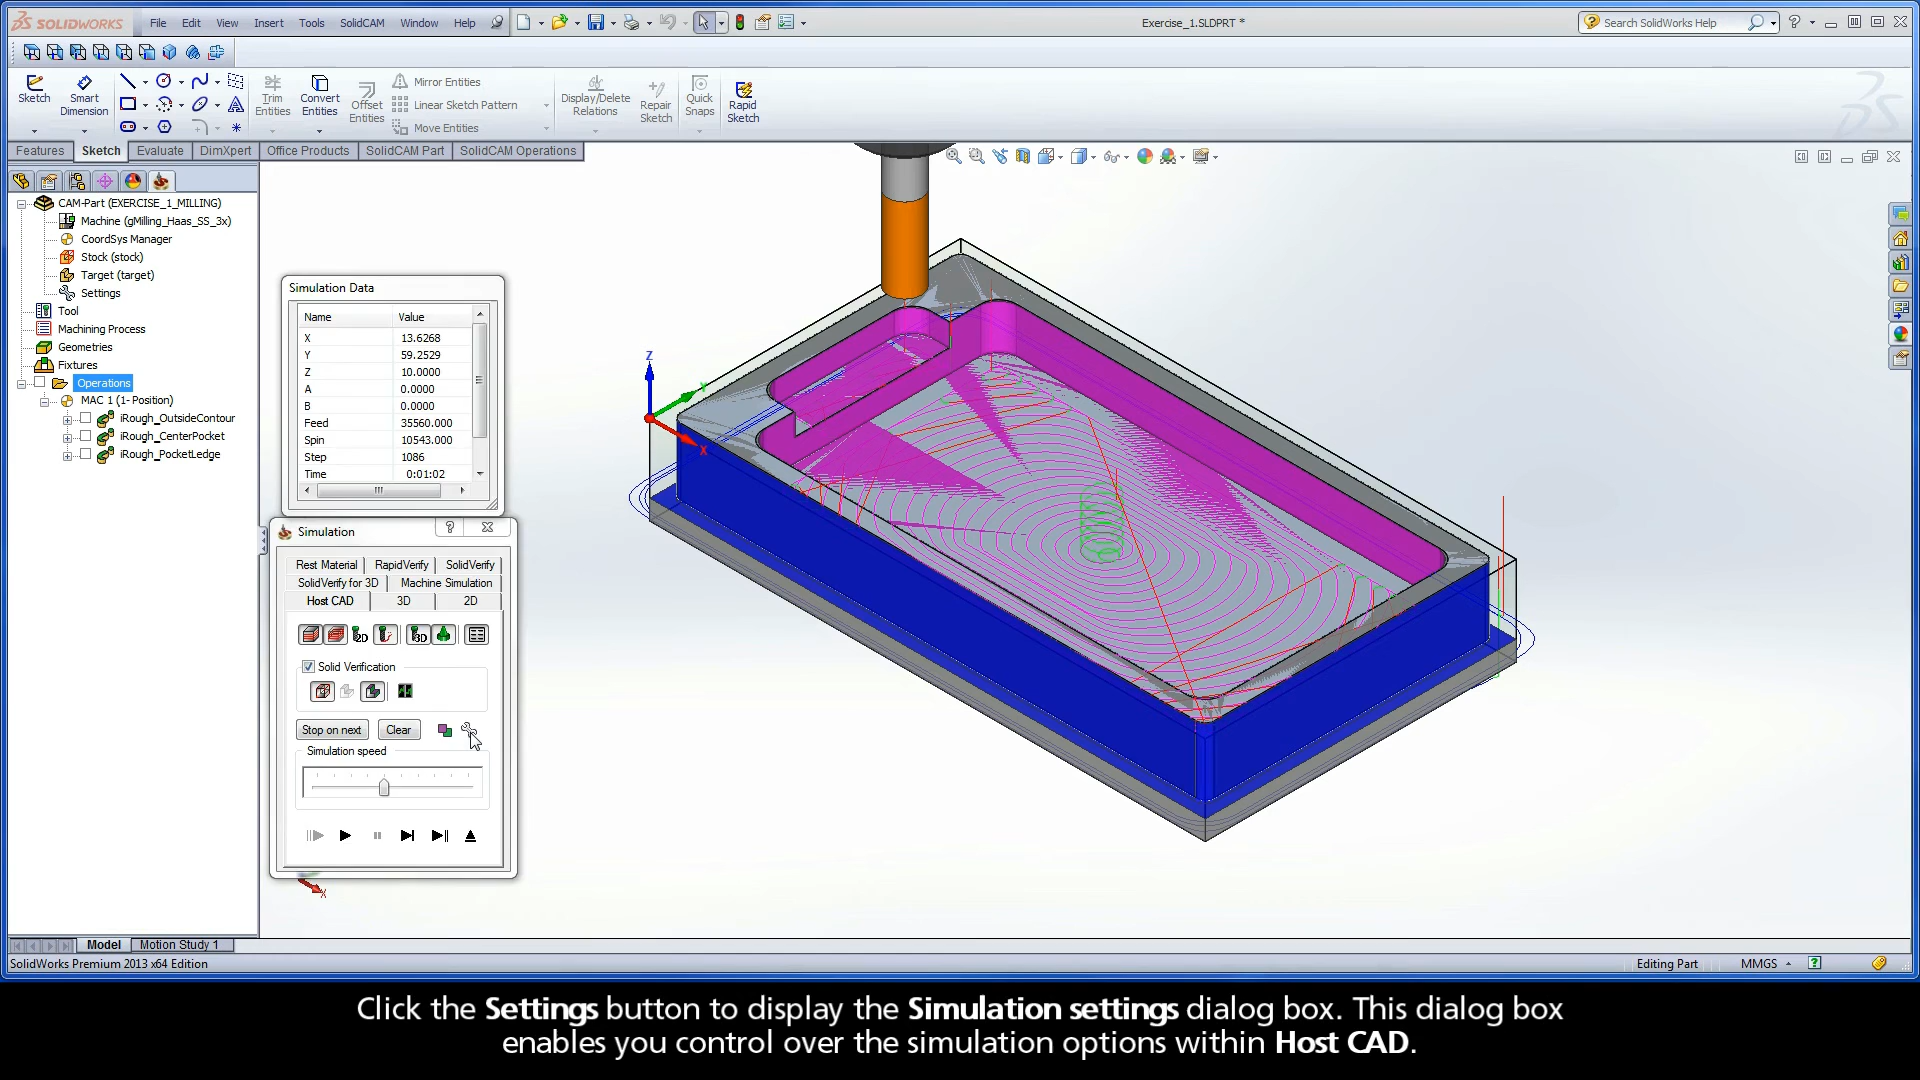 SOLIDWORKS File Edit View Insert Tools SolidCAM Window Help Exercise_1.SLDPRT * Search SolidWorks Help
Sketch Smart Dimension Trim Entities Convert Entities Offset Entities Mirror Entities Linear Sketch Pattern Move Entities Display/Delete Relations Repair Sketch Quick Snaps Rapid Sketch
Features Sketch Evaluate DimXpert Office Products SolidCAM Part SolidCAM Operations
CAM-Part (EXERCISE_1_MILLING)
Machine (gMilling_Haas_SS_3x)
CoordSys Manager
Stock (stock)
Target (target)
Settings
Tool
Machining Process
Geometries
Fixtures
Operations
MAC 1 (1- Position)
iRough_OutsideContour
iRough_CenterPocket
iRough_PocketLedge
Simulation Data
Name Value
X 13.6268
Y 59.2529
Z 10.0000
A 0.0000
B 0.0000
Feed 35560.000
Spin 10543.000
Step 1086
Time 0:01:02
Simulation
Rest Material RapidVerify SolidVerify
SolidVerify for 3D Machine Simulation
Host CAD 3D 2D
2D 3D
Solid Verification
Stop on next Clear
Simulation speed
Z
X
X
Model Motion Study 1
SolidWorks Premium 2013 x64 Edition Editing Part MMGS
Click the Settings button to display the Simulation settings dialog box. This dialog box
enables you control over the simulation options within Host CAD.